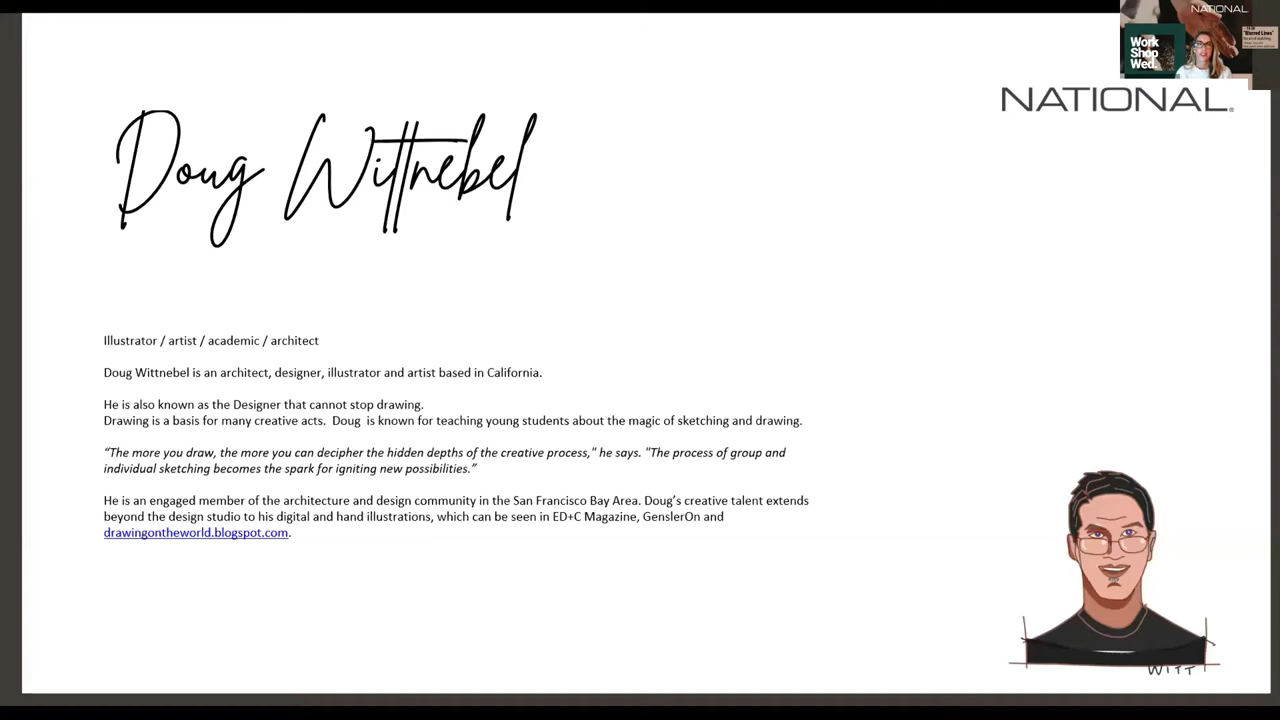 NATIONAL
Work
Shop
Wed.
"Blurred Lines"
NATIONAL®
Doug Wittnebel
Illustrator / artist / academic / architect
Doug Wittnebel is an architect, designer, illustrator and artist based in California.
He is also known as the Designer that cannot stop drawing.
Drawing is a basis for many creative acts.  Doug  is known for teaching young students about the magic of sketching and drawing.
“The more you draw, the more you can decipher the hidden depths of the creative process," he says. "The process of group and
individual sketching becomes the spark for igniting new possibilities.”
He is an engaged member of the architecture and design community in the San Francisco Bay Area. Doug’s creative talent extends
beyond the design studio to his digital and hand illustrations, which can be seen in ED+C Magazine, GenslerOn and
drawingontheworld.blogspot.com.
WITT